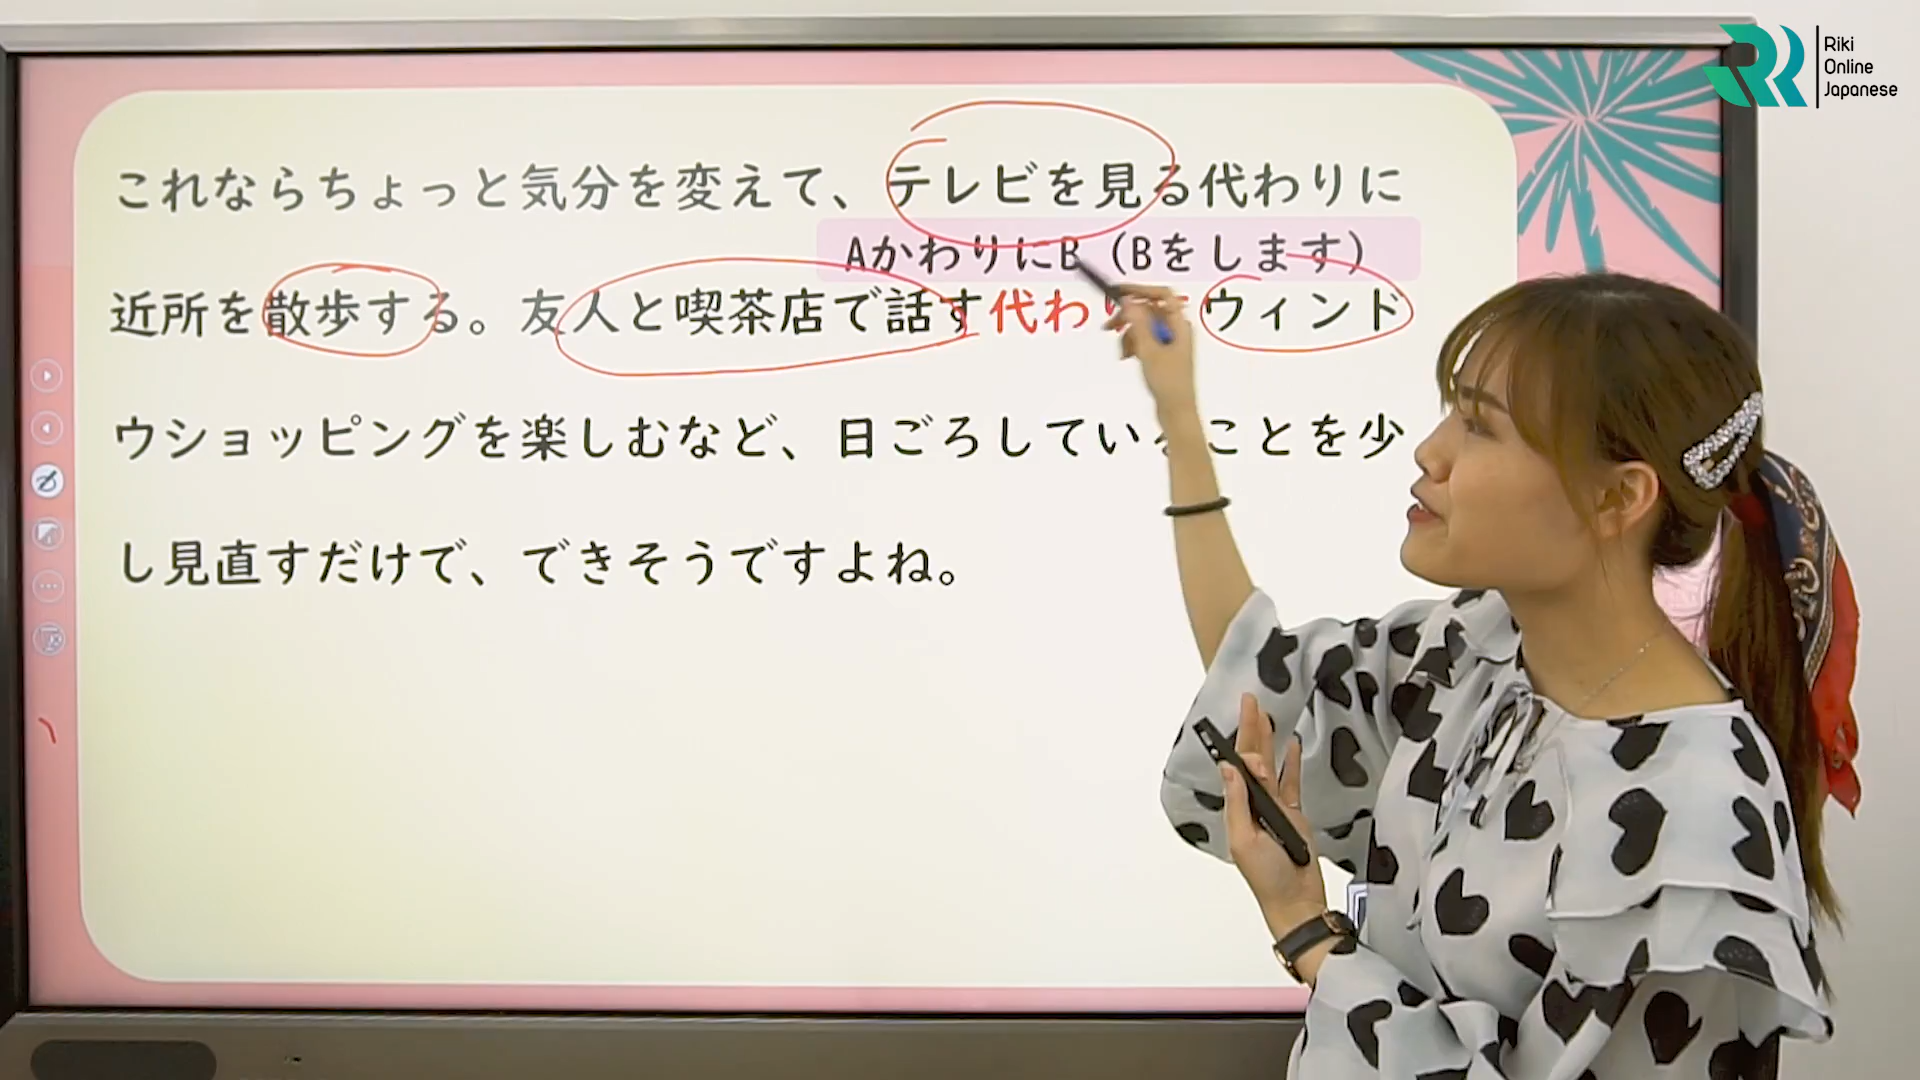 Riki
Online
Japanese
これならちょっと気分を変えて、テレビを見る代わりに
Aかわりに B（Bをします）
近所を散歩する。友人と喫茶店で話す代わ ウィンド
ウショッピングを楽しむなど、日ごろしてい ことを少
し見直すだけで、できそうですよね。